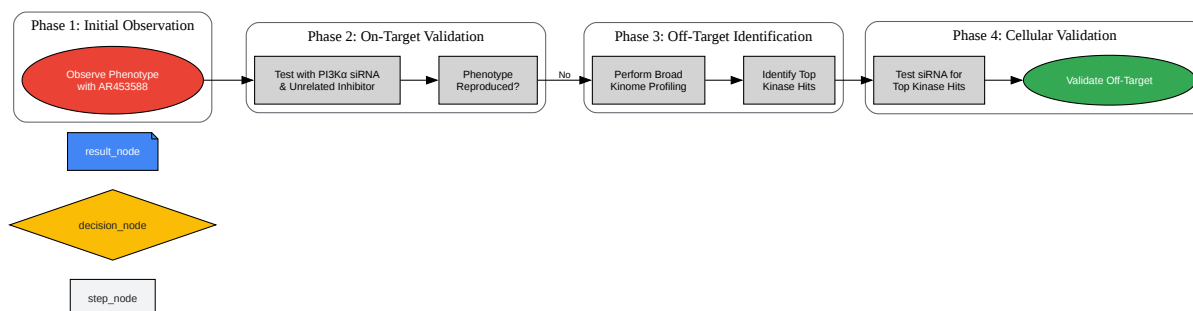 Phase 1: Initial Observation
Observe Phenotype
with AR453588
Phase 2: On-Target Validation
Test with PI3Kα siRNA
& Unrelated Inhibitor
Phenotype
Reproduced?
No
Phase 3: Off-Target Identification
Perform Broad
Kinome Profiling
Identify Top
Kinase Hits
Phase 4: Cellular Validation
Test siRNA for
Top Kinase Hits
Validate Off-Target
result_node
decision_node
step_node